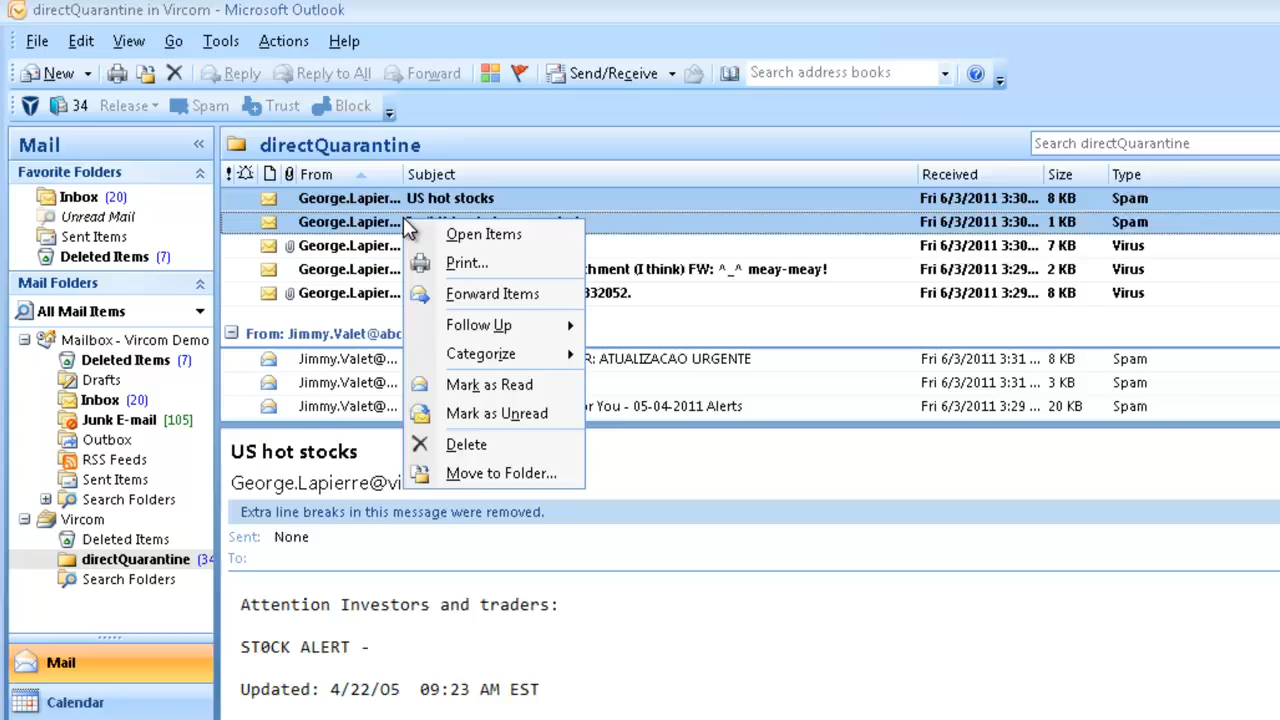 directQuarantine in Vircom - Microsoft Outlook
File Edit View Go Tools Actions Help
New Reply Reply to All Forward Send/Receive Search address books
34 Release Spam Trust Block
Mail «
directQuarantine Search directQuarantine
Favorite Folders
! From Subject Received Size Type
Inbox (20)
Unread Mail
Sent Items
Deleted Items (7)
George.Lapier... US hot stocks Fri 6/3/2011 3:30... 8 KB Spam
George.Lapier... Fri 6/3/2011 3:30... 1 KB Spam
George.Lapier... Fri 6/3/2011 3:30... 7 KB Virus
George.Lapier... chment (I think) FW: ^_^ meay-meay! Fri 6/3/2011 3:29... 2 KB Virus
George.Lapier... 332052. Fri 6/3/2011 3:29... 8 KB Virus
From: Jimmy.Valet@abc
Jimmy.Valet@... R: ATUALIZACAO URGENTE Fri 6/3/2011 3:31 ... 8 KB Spam
Jimmy.Valet@... Fri 6/3/2011 3:31 ... 3 KB Spam
Jimmy.Valet@... or You - 05-04-2011 Alerts Fri 6/3/2011 3:29 ... 20 KB Spam
Open Items
Print...
Forward Items
Follow Up
Categorize
Mark as Read
Mark as Unread
Delete
Move to Folder...
Mail Folders
All Mail Items
Mailbox - Vircom Demo
Deleted Items (7)
Drafts
Inbox (20)
Junk E-mail [105]
Outbox
RSS Feeds
Sent Items
Search Folders
Vircom
Deleted Items
directQuarantine (34
Search Folders
Mail
Calendar
US hot stocks
George.Lapierre@vi
Extra line breaks in this message were removed.
Sent: None
To:
Attention Investors and traders:
STOCK ALERT -
Updated: 4/22/05 09:23 AM EST